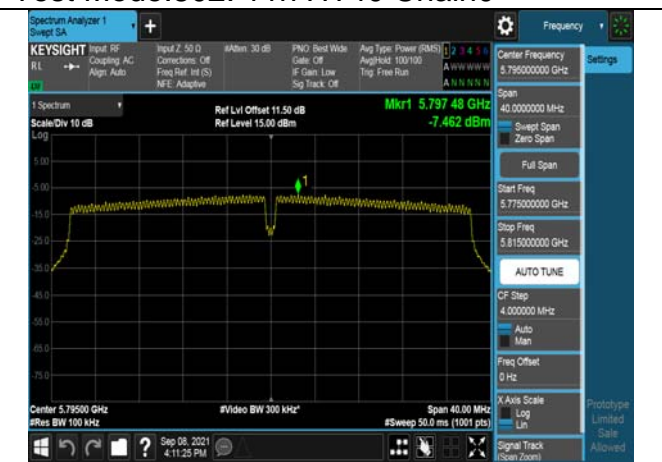 Spectrum Analyzer 1
Swept SA
+
Frequency
KEYSIGHT
RL
Input: RF
Coupling: AC
Align: Auto
Input Z: 50 Ω
Corrections: Off
Freq Ref: Int (S)
NFE: Adaptive
#Atten: 30 dB
PNO: Best Wide
Gate: Off
IF Gain: Low
Sig Track: Off
Avg Type: Power (RMS)
Avg|Hold: 100/100
Trig: Free Run
1 2 3 4 5 6
A W W W W W
A N N N N N
1 Spectrum
Scale/Div 10 dB
Log
Ref Lvl Offset 11.50 dB
Ref Level 15.00 dBm
Mkr1 5.797 48 GHz
-7.462 dBm
5.00
-5.00
-15.0
-25.0
-35.0
-45.0
-55.0
-65.0
-75.0
1
Center 5.79500 GHz
#Res BW 100 kHz
#Video BW 300 kHz*
Span 40.00 MHz
#Sweep 50.0 ms (1001 pts)
Center Frequency
5.795000000 GHz
Settings
Span
40.0000000 MHz
Swept Span
Zero Span
Full Span
Start Freq
5.775000000 GHz
Stop Freq
5.815000000 GHz
AUTO TUNE
CF Step
4.000000 MHz
Auto
Man
Freq Offset
0 Hz
X Axis Scale
Log
Lin
Signal Track
(Span Zoom)
Prototype
Limited
Sale
Allowed
?
Sep 08, 2021
4:11:25 PM